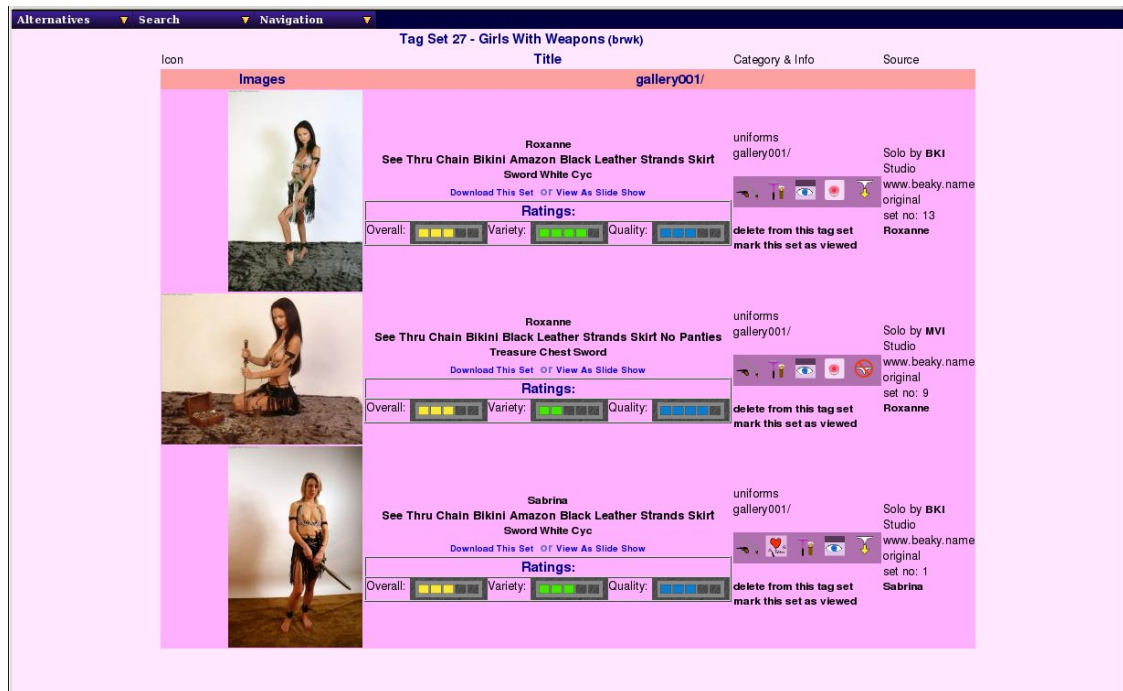 Alternatives
Search
Navigation
Tag Set 27 - Girls With Weapons (brwk)
Icon
Title
Category & Info
Source
Images
gallery001/
Roxanne
See Thru Chain Bikini Amazon Black Leather Strands Skirt
Sword White Cyc
Download This Set or View As Slide Show
Ratings:
Overall:
Variety:
Quality:
uniforms
gallery001/
delete from this tag set
mark this set as viewed
Solo by BKI
Studio
www.beaky.name
original
set no: 13
Roxanne
Roxanne
See Thru Chain Bikini Black Leather Strands Skirt No Panties
Treasure Chest Sword
Download This Set or View As Slide Show
Ratings:
Overall:
Variety:
Quality:
uniforms
gallery001/
delete from this tag set
mark this set as viewed
Solo by MVI
Studio
www.beaky.name
original
set no: 9
Roxanne
Sabrina
See Thru Chain Bikini Amazon Black Leather Strands Skirt
Sword White Cyc
Download This Set or View As Slide Show
Ratings:
Overall:
Variety:
Quality:
uniforms
gallery001/
delete from this tag set
mark this set as viewed
Solo by BKI
Studio
www.beaky.name
original
set no: 1
Sabrina